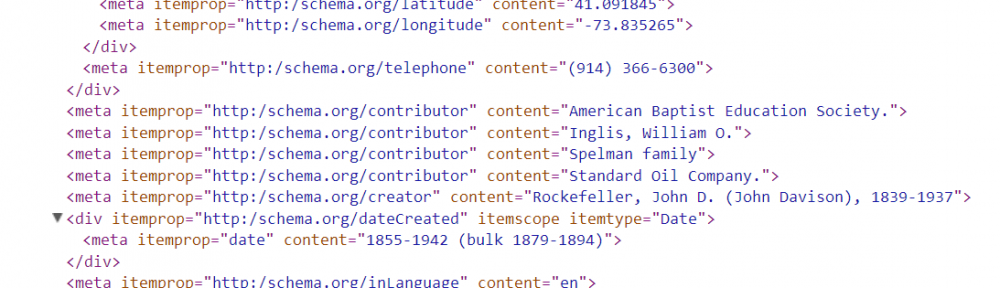 <meta itemprop="http:/schema.org/latitude" content="41.091845">
<meta itemprop="http:/schema.org/longitude" content="-73.835265">
</div>
<meta itemprop="http:/schema.org/telephone" content="(914) 366-6300">
</div>
<meta itemprop="http:/schema.org/contributor" content="American Baptist Education Society.">
<meta itemprop="http:/schema.org/contributor" content="Inglis, William O.">
<meta itemprop="http:/schema.org/contributor" content="Spelman family">
<meta itemprop="http:/schema.org/contributor" content="Standard Oil Company.">
<meta itemprop="http:/schema.org/creator" content="Rockefeller, John D. (John Davison), 1839-1937">
<div itemprop="http:/schema.org/dateCreated" itemscope itemtype="Date">
<meta itemprop="date" content="1855-1942 (bulk 1879-1894)">
</div>
<meta itemprop="http:/schema.org/inLanguage" content="en">